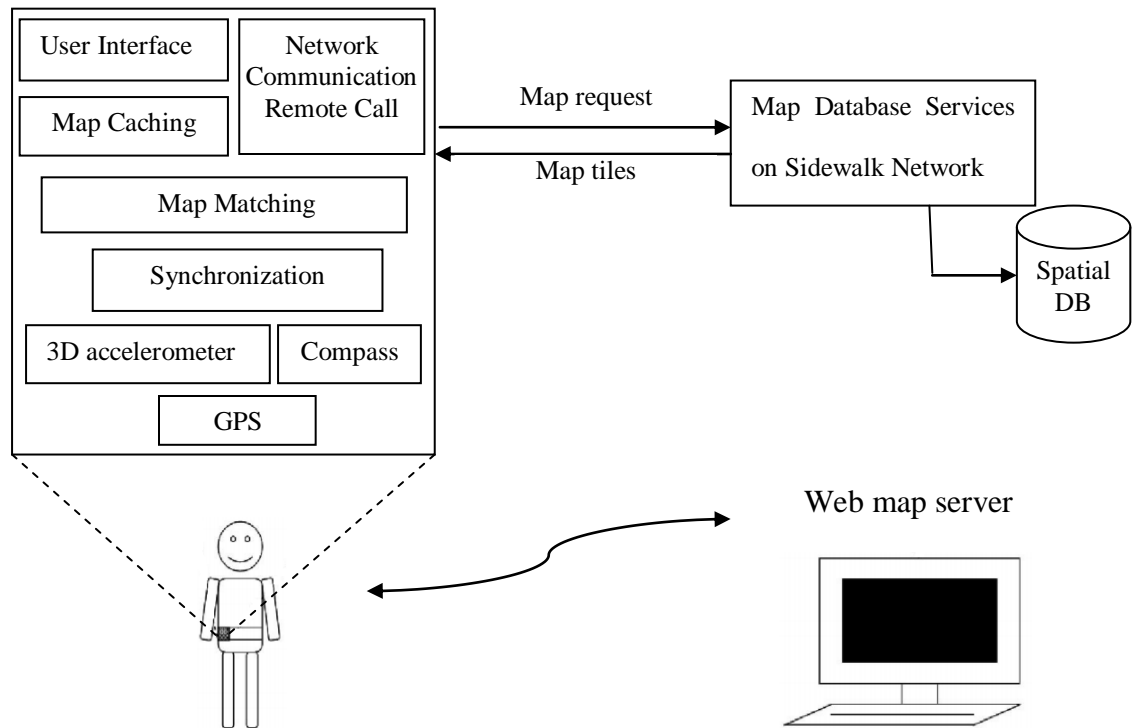 User Interface
Network
Communication
Remote Call
Map Caching
Map Matching
Synchronization
3D accelerometer
Compass
GPS
Map request
Map tiles
Map Database Services
on Sidewalk Network
Spatial
DB
Web map server